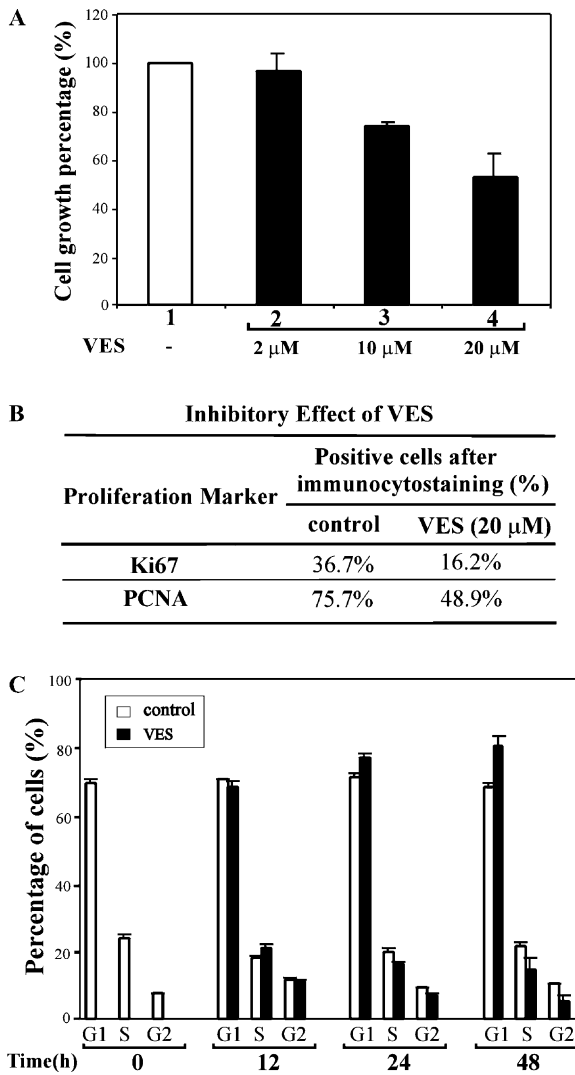 A
Cell growth percentage (%)
120
100
80
60
40
20
0
1 2 3 4
VES - 2 μM 10 μM 20 μM
B Inhibitory Effect of VES
Proliferation Marker
Positive cells after
immunocytostaining (%)
control VES (20 μM)
Ki67 36.7% 16.2%
PCNA 75.7% 48.9%
C
Percentage of cells (%)
100
80
60
40
20
0
control
VES
G1 S G2 G1 S G2 G1 S G2 G1 S G2
Time(h) 0 12 24 48